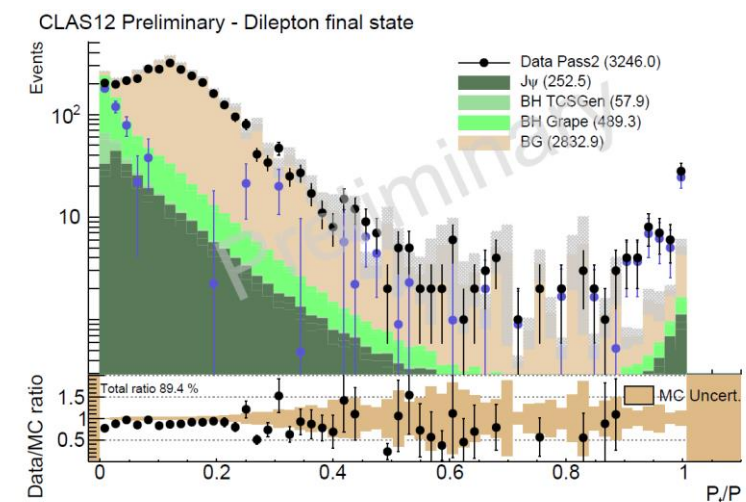 CLAS12 Preliminary - Dilepton final state
Events
Data Pass2 (3246.0)
Jψ (252.5)
BH TCSGen (57.9)
BH Grape (489.3)
BG (2832.9)
10²
10
Preliminary
Total ratio 89.4 %
MC Uncert.
Data/MC ratio
1.5
1
0.5
0 0.2 0.4 0.6 0.8 1